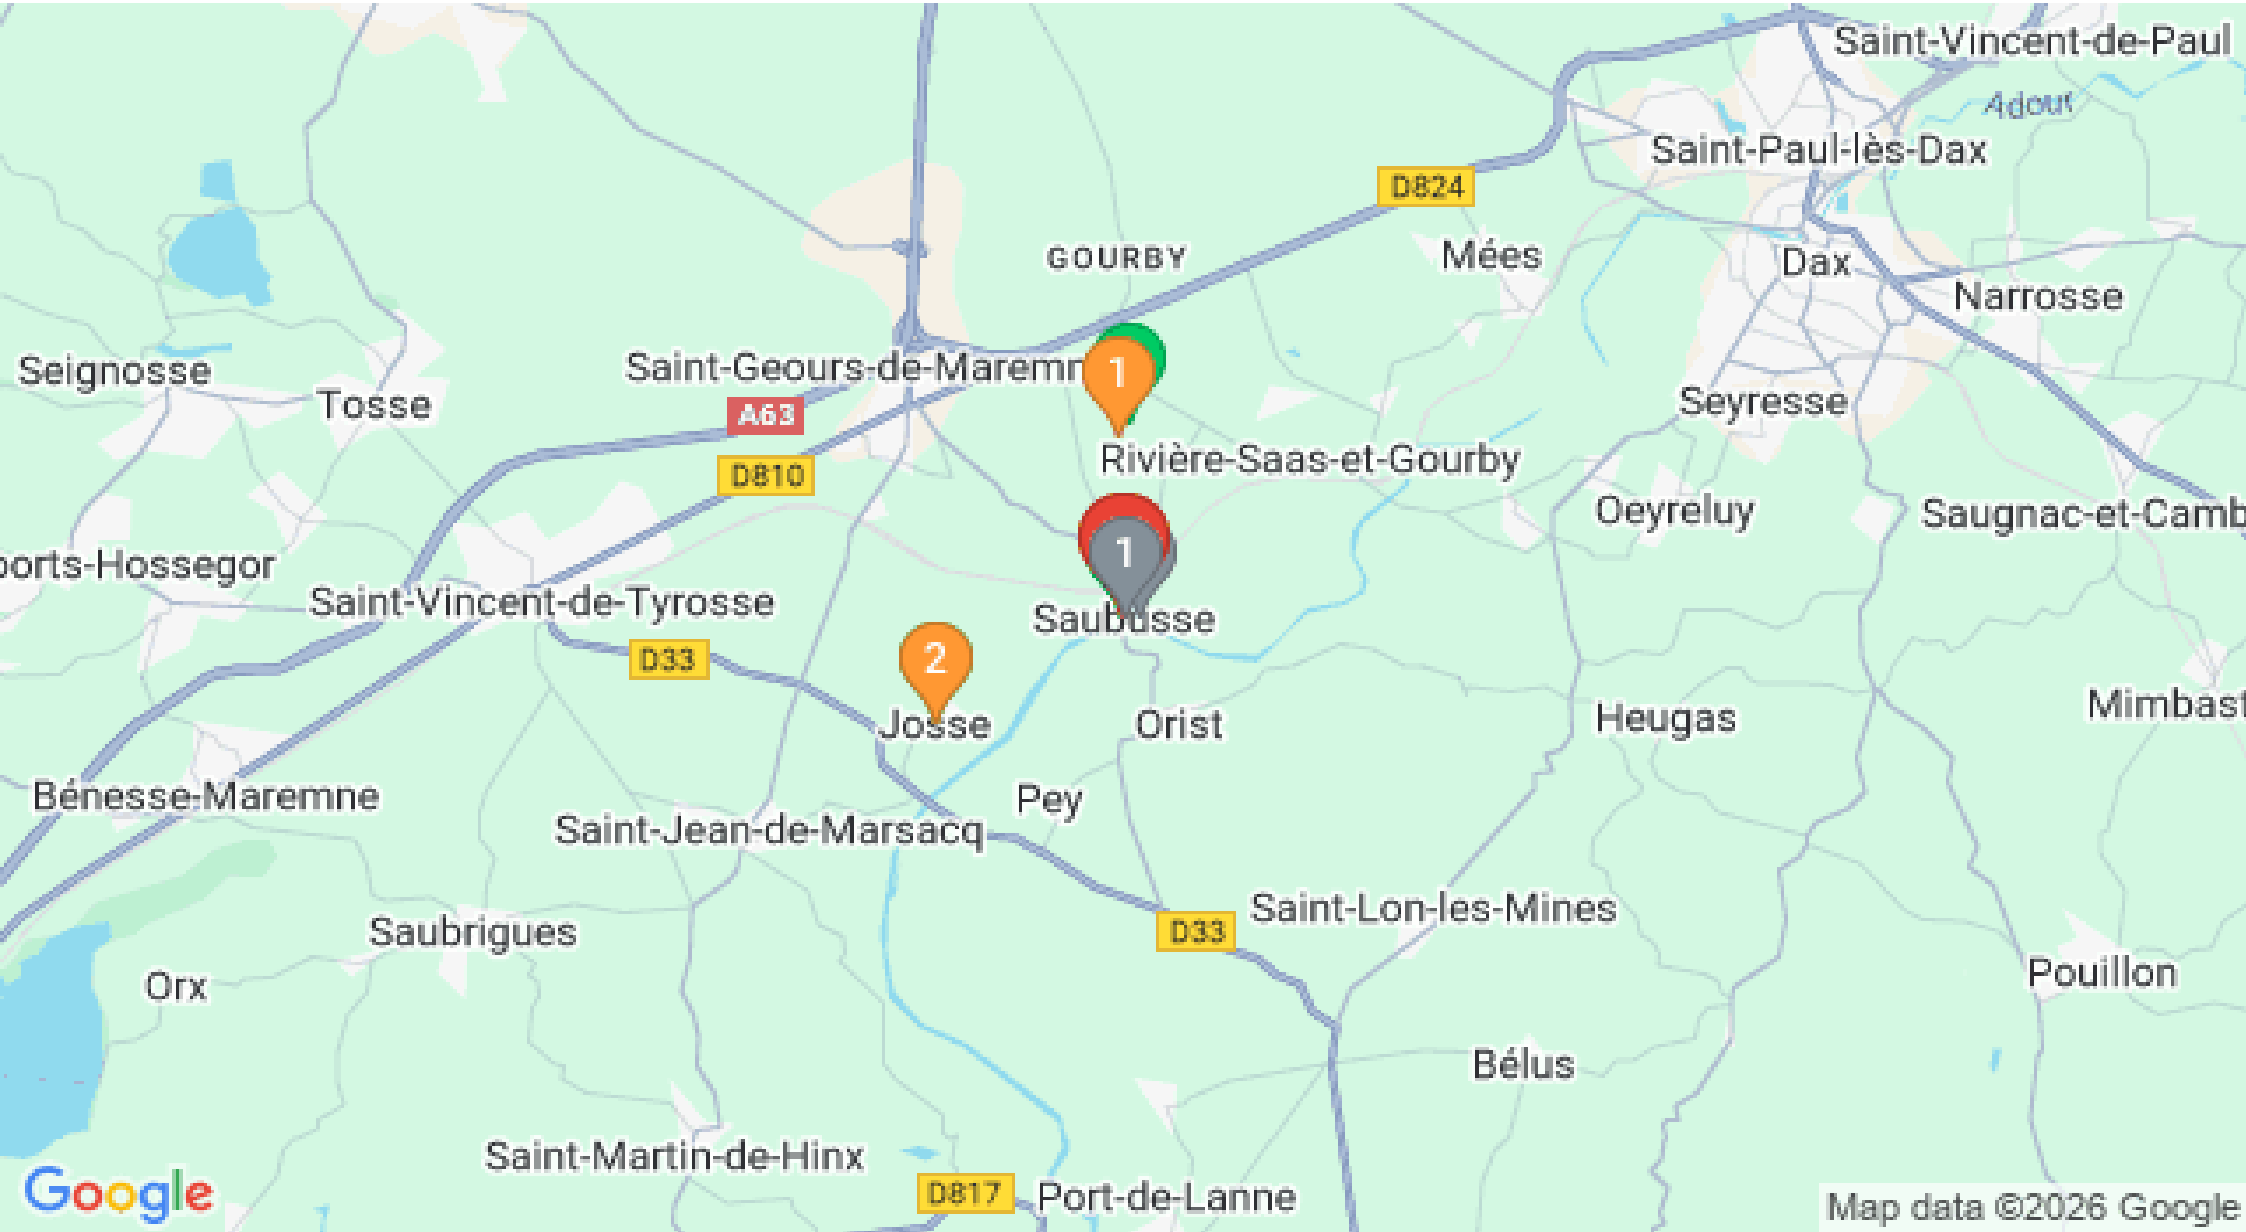 Saint-Vincent-de-Paul
Adour
Saint-Paul-lès-Dax
D824
GOURBY
Mées
Dax
Narrosse
Seignosse
Saint-Geours-de-Maremn
1
Tosse
A63
Seyresse
D810
Rivière-Saas-et-Gourby
Oeyreluy
Saugnac-et-Camb
ports-Hossegor
1
Saint-Vincent-de-Tyrosse
Saubusse
D33
2
Josse
Orist
Heugas
Mimbast
Bénesse-Maremne
Pey
Saint-Jean-de-Marsacq
Saint-Lon-les-Mines
D33
Saubrigues
Orx
Pouillon
Bélus
Saint-Martin-de-Hinx
Google
D817
Port-de-Lanne
Map data ©2026 Google